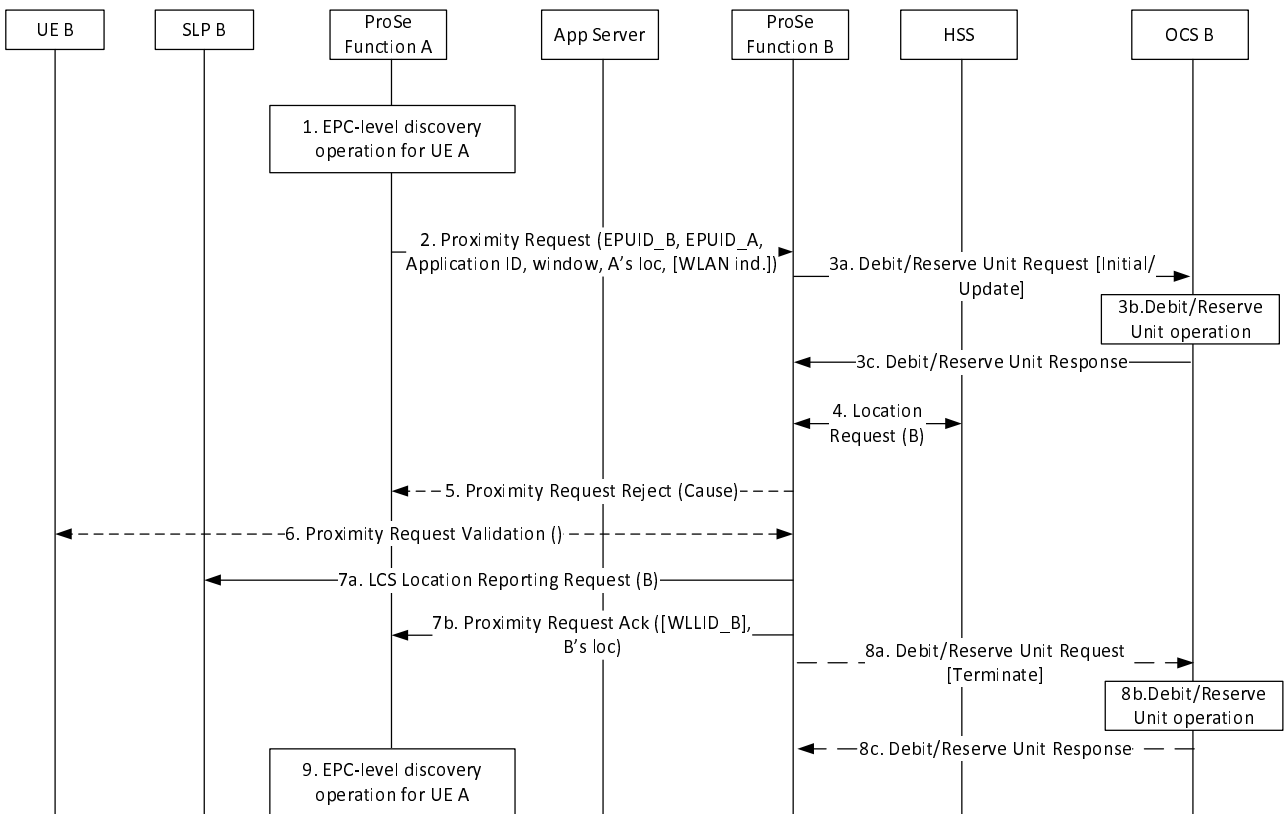 UE B
SLP B
ProSe
Function A
App Server
ProSe
Function B
HSS
OCS B
1. EPC-level discovery
operation for UE A
2. Proximity Request (EPUID_B, EPUID_A,
Application ID, window, A's loc, [WLAN ind.])
3a. Debit/Reserve Unit Request [Initial/
Update]
3b.Debit/Reserve
Unit operation
3c. Debit/Reserve Unit Response
4. Location
Request (B)
5. Proximity Request Reject (Cause)
6. Proximity Request Validation ()
7a. LCS Location Reporting Request (B)
7b. Proximity Request Ack ([WLLID_B],
B's loc)
8a. Debit/Reserve Unit Request
[Terminate]
8b.Debit/Reserve
Unit operation
8c. Debit/Reserve Unit Response
9. EPC-level discovery
operation for UE A